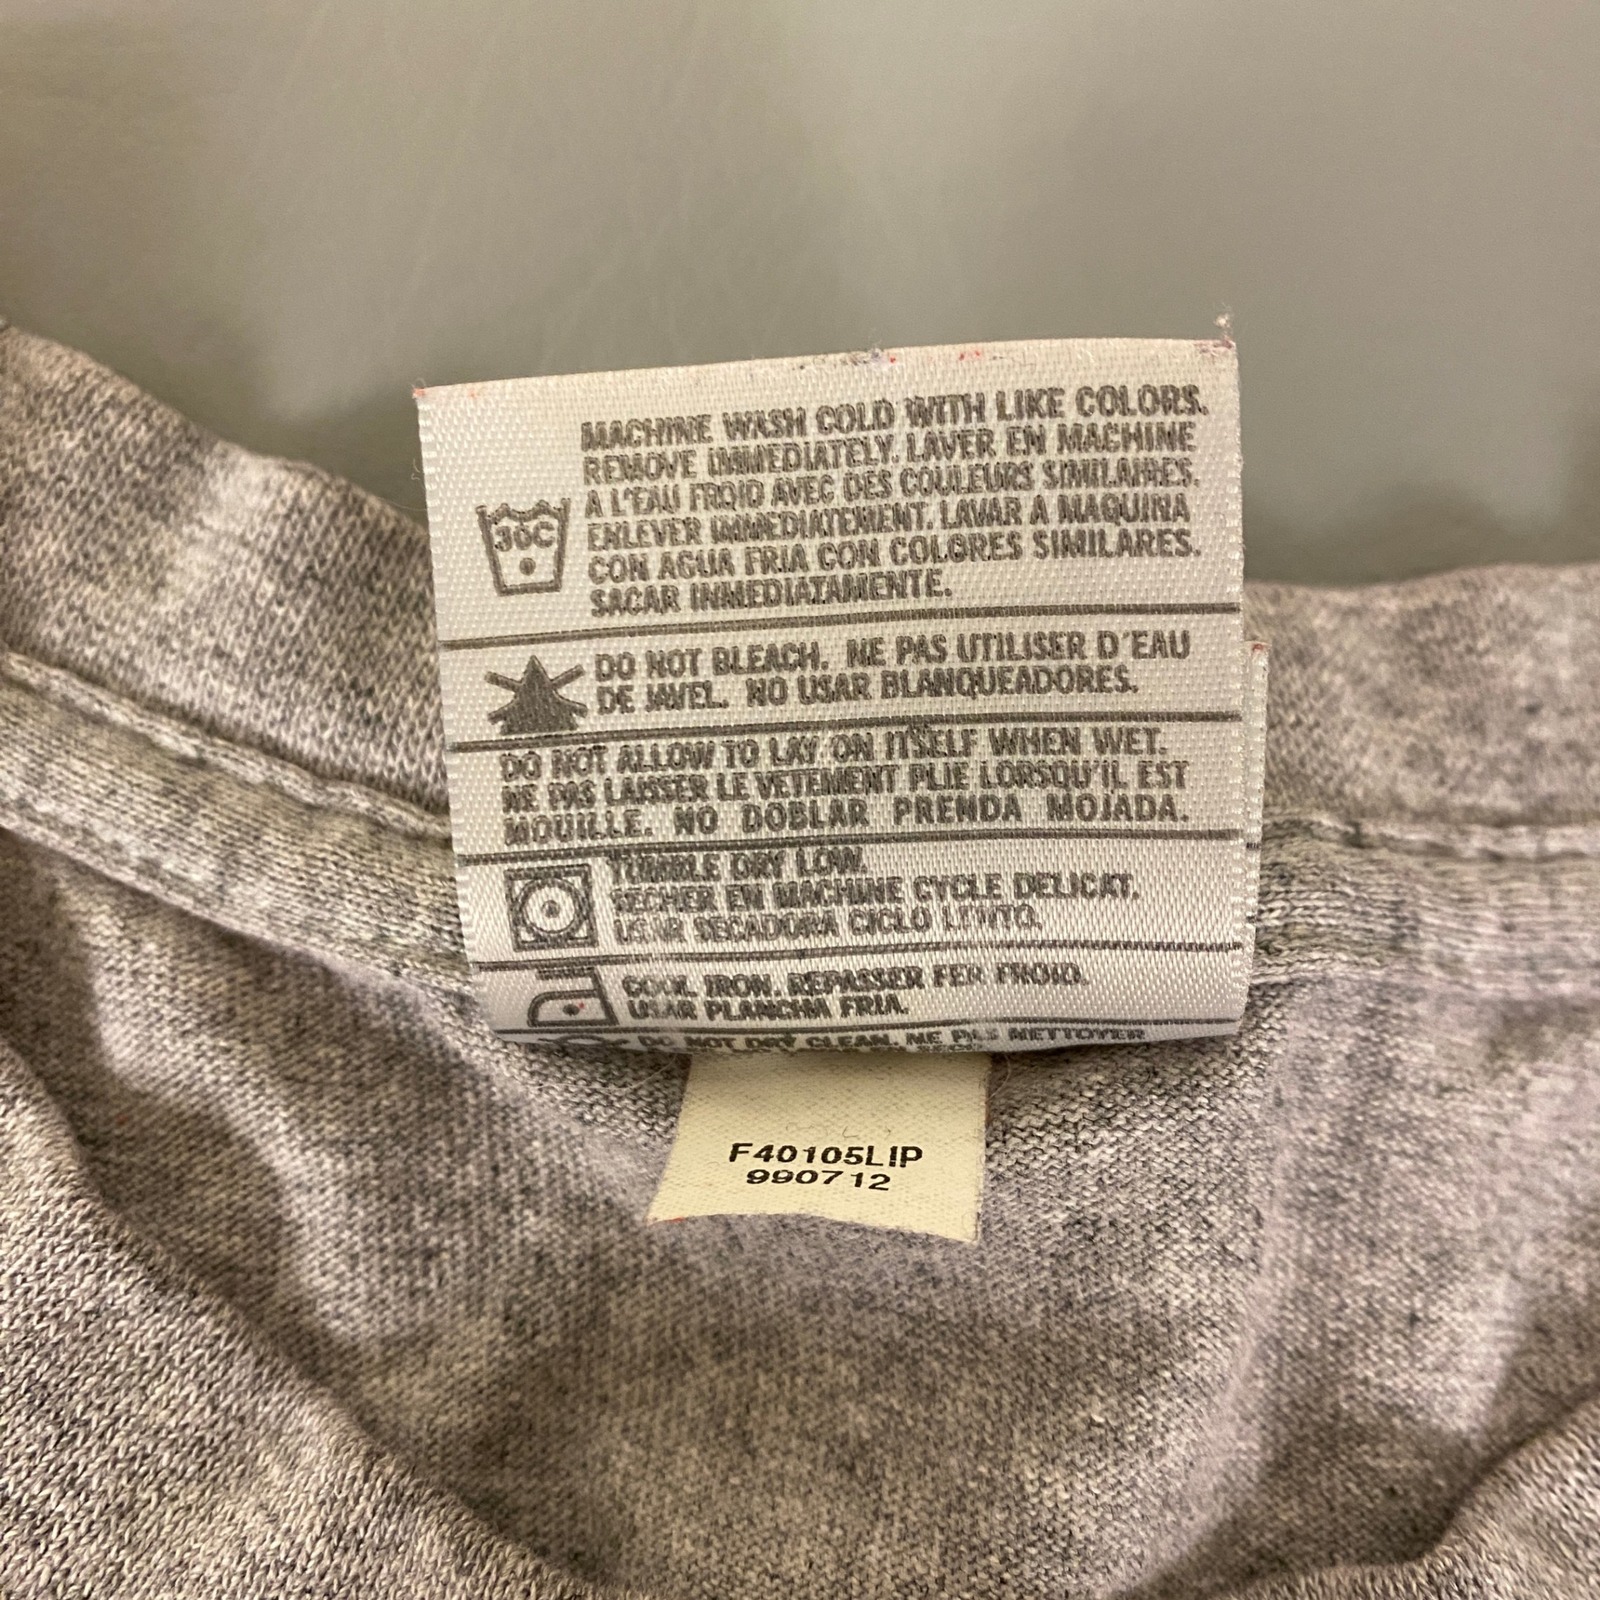 MACHINE WASH COLD WITH LIKE COLORS.
REMOVE IMMEDIATELY. LAVER EN MACHINE
A L'EAU FROID AVEC DES COULEURS SIMILAIRES.
30C
ENLEVER IMMEDIATEMENT. LAVAR A MAQUINA
CON AGUA FRIA CON COLORES SIMILARES.
SACAR INMEDIATAMENTE.
DO NOT BLEACH. NE PAS UTILISER D'EAU
DE JAVEL. NO USAR BLANQUEADORES.
DO NOT ALLOW TO LAY ON ITSELF WHEN WET.
NE PAS LAISSER LE VETEMENT PLIE LORSQU'IL EST
MOUILLE. NO DOBLAR PRENDA MOJADA.
TUMBLE DRY LOW.
SECHER EN MACHINE CYCLE DELICAT.
USAR SECADORA CICLO LENTO.
COOL IRON. REPASSER FER FROID.
USAR PLANCHA FRIA.
DO NOT DRY CLEAN. NE PAS NETTOYER
F40105LIP
990712